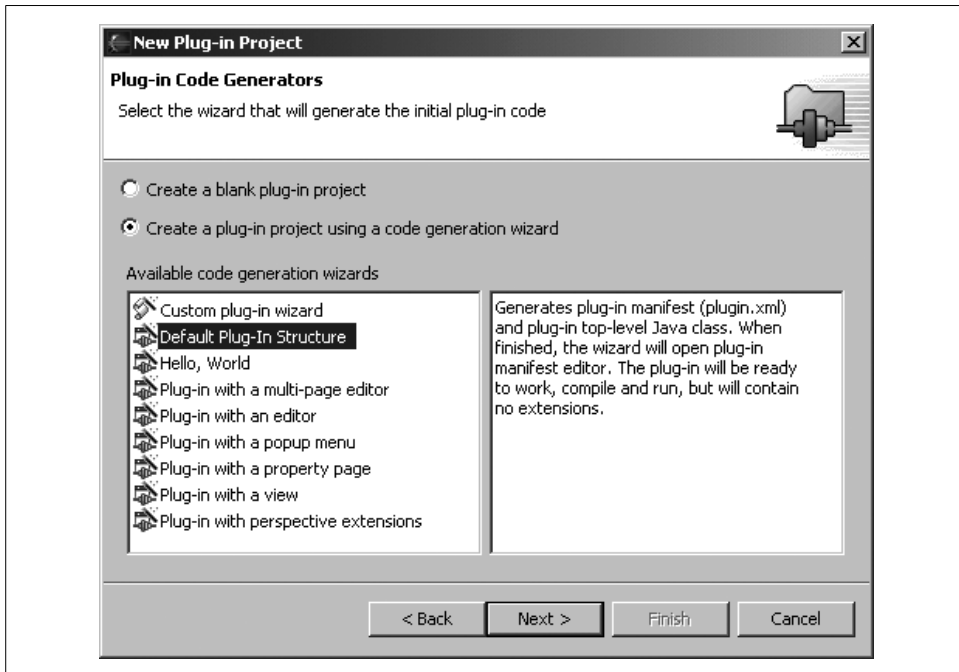 New Plug-in Project
Plug-in Code Generators
Select the wizard that will generate the initial plug-in code
Create a blank plug-in project
Create a plug-in project using a code generation wizard
Available code generation wizards
Custom plug-in wizard
Default Plug-In Structure
Hello, World
Plug-in with a multi-page editor
Plug-in with an editor
Plug-in with a popup menu
Plug-in with a property page
Plug-in with a view
Plug-in with perspective extensions
Generates plug-in manifest (plugin.xml)
and plug-in top-level Java class. When
finished, the wizard will open plug-in
manifest editor. The plug-in will be ready
to work, compile and run, but will contain
no extensions.
< Back
Next >
Finish
Cancel